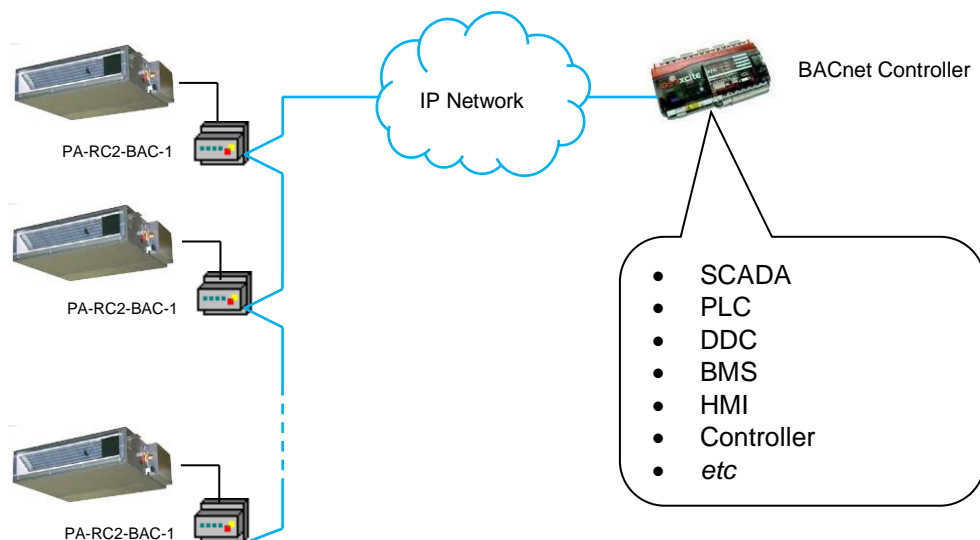 IP Network
BACnet Controller
PA-RC2-BAC-1
PA-RC2-BAC-1
PA-RC2-BAC-1
• SCADA
• PLC
• DDC
• BMS
• HMI
• Controller
• etc